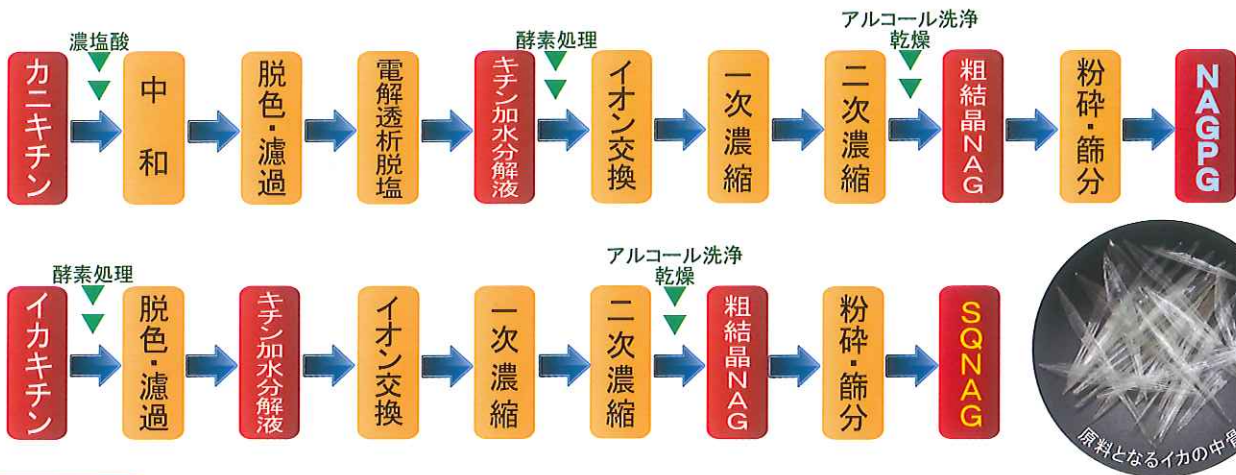 濃塩酸
酵素処理
アルコール洗浄
乾燥
カニキチン
中和
脱色・濾過
電解透析脱塩
キチン加水分解液
イオン交換
一次濃縮
二次濃縮
粗結晶NAG
粉砕・篩分
NAGPG
酵素処理
アルコール洗浄
乾燥
イカキチン
脱色・濾過
キチン加水分解液
イオン交換
一次濃縮
二次濃縮
粗結晶NAG
粉砕・篩分
SQNAG
原料となるイカの中骨